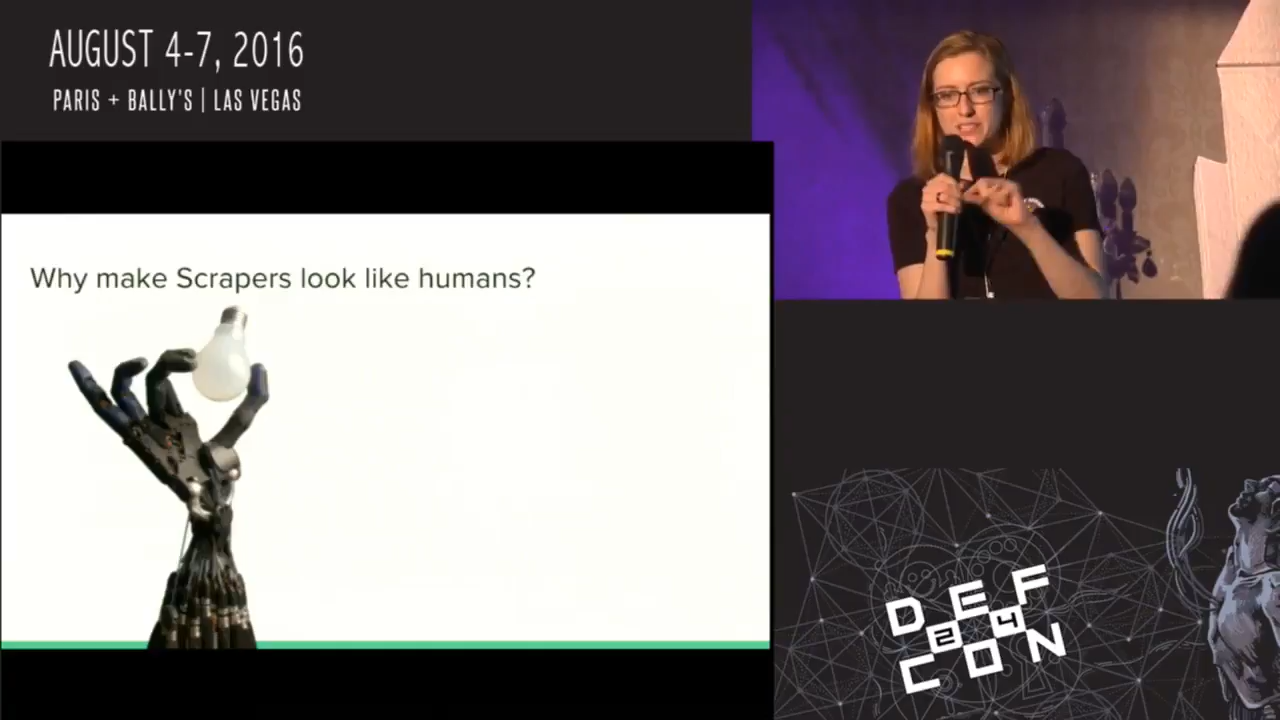 AUGUST 4-7, 2016
PARIS + BALLY'S | LAS VEGAS
Why make Scrapers look like humans?
DEF
24
CON